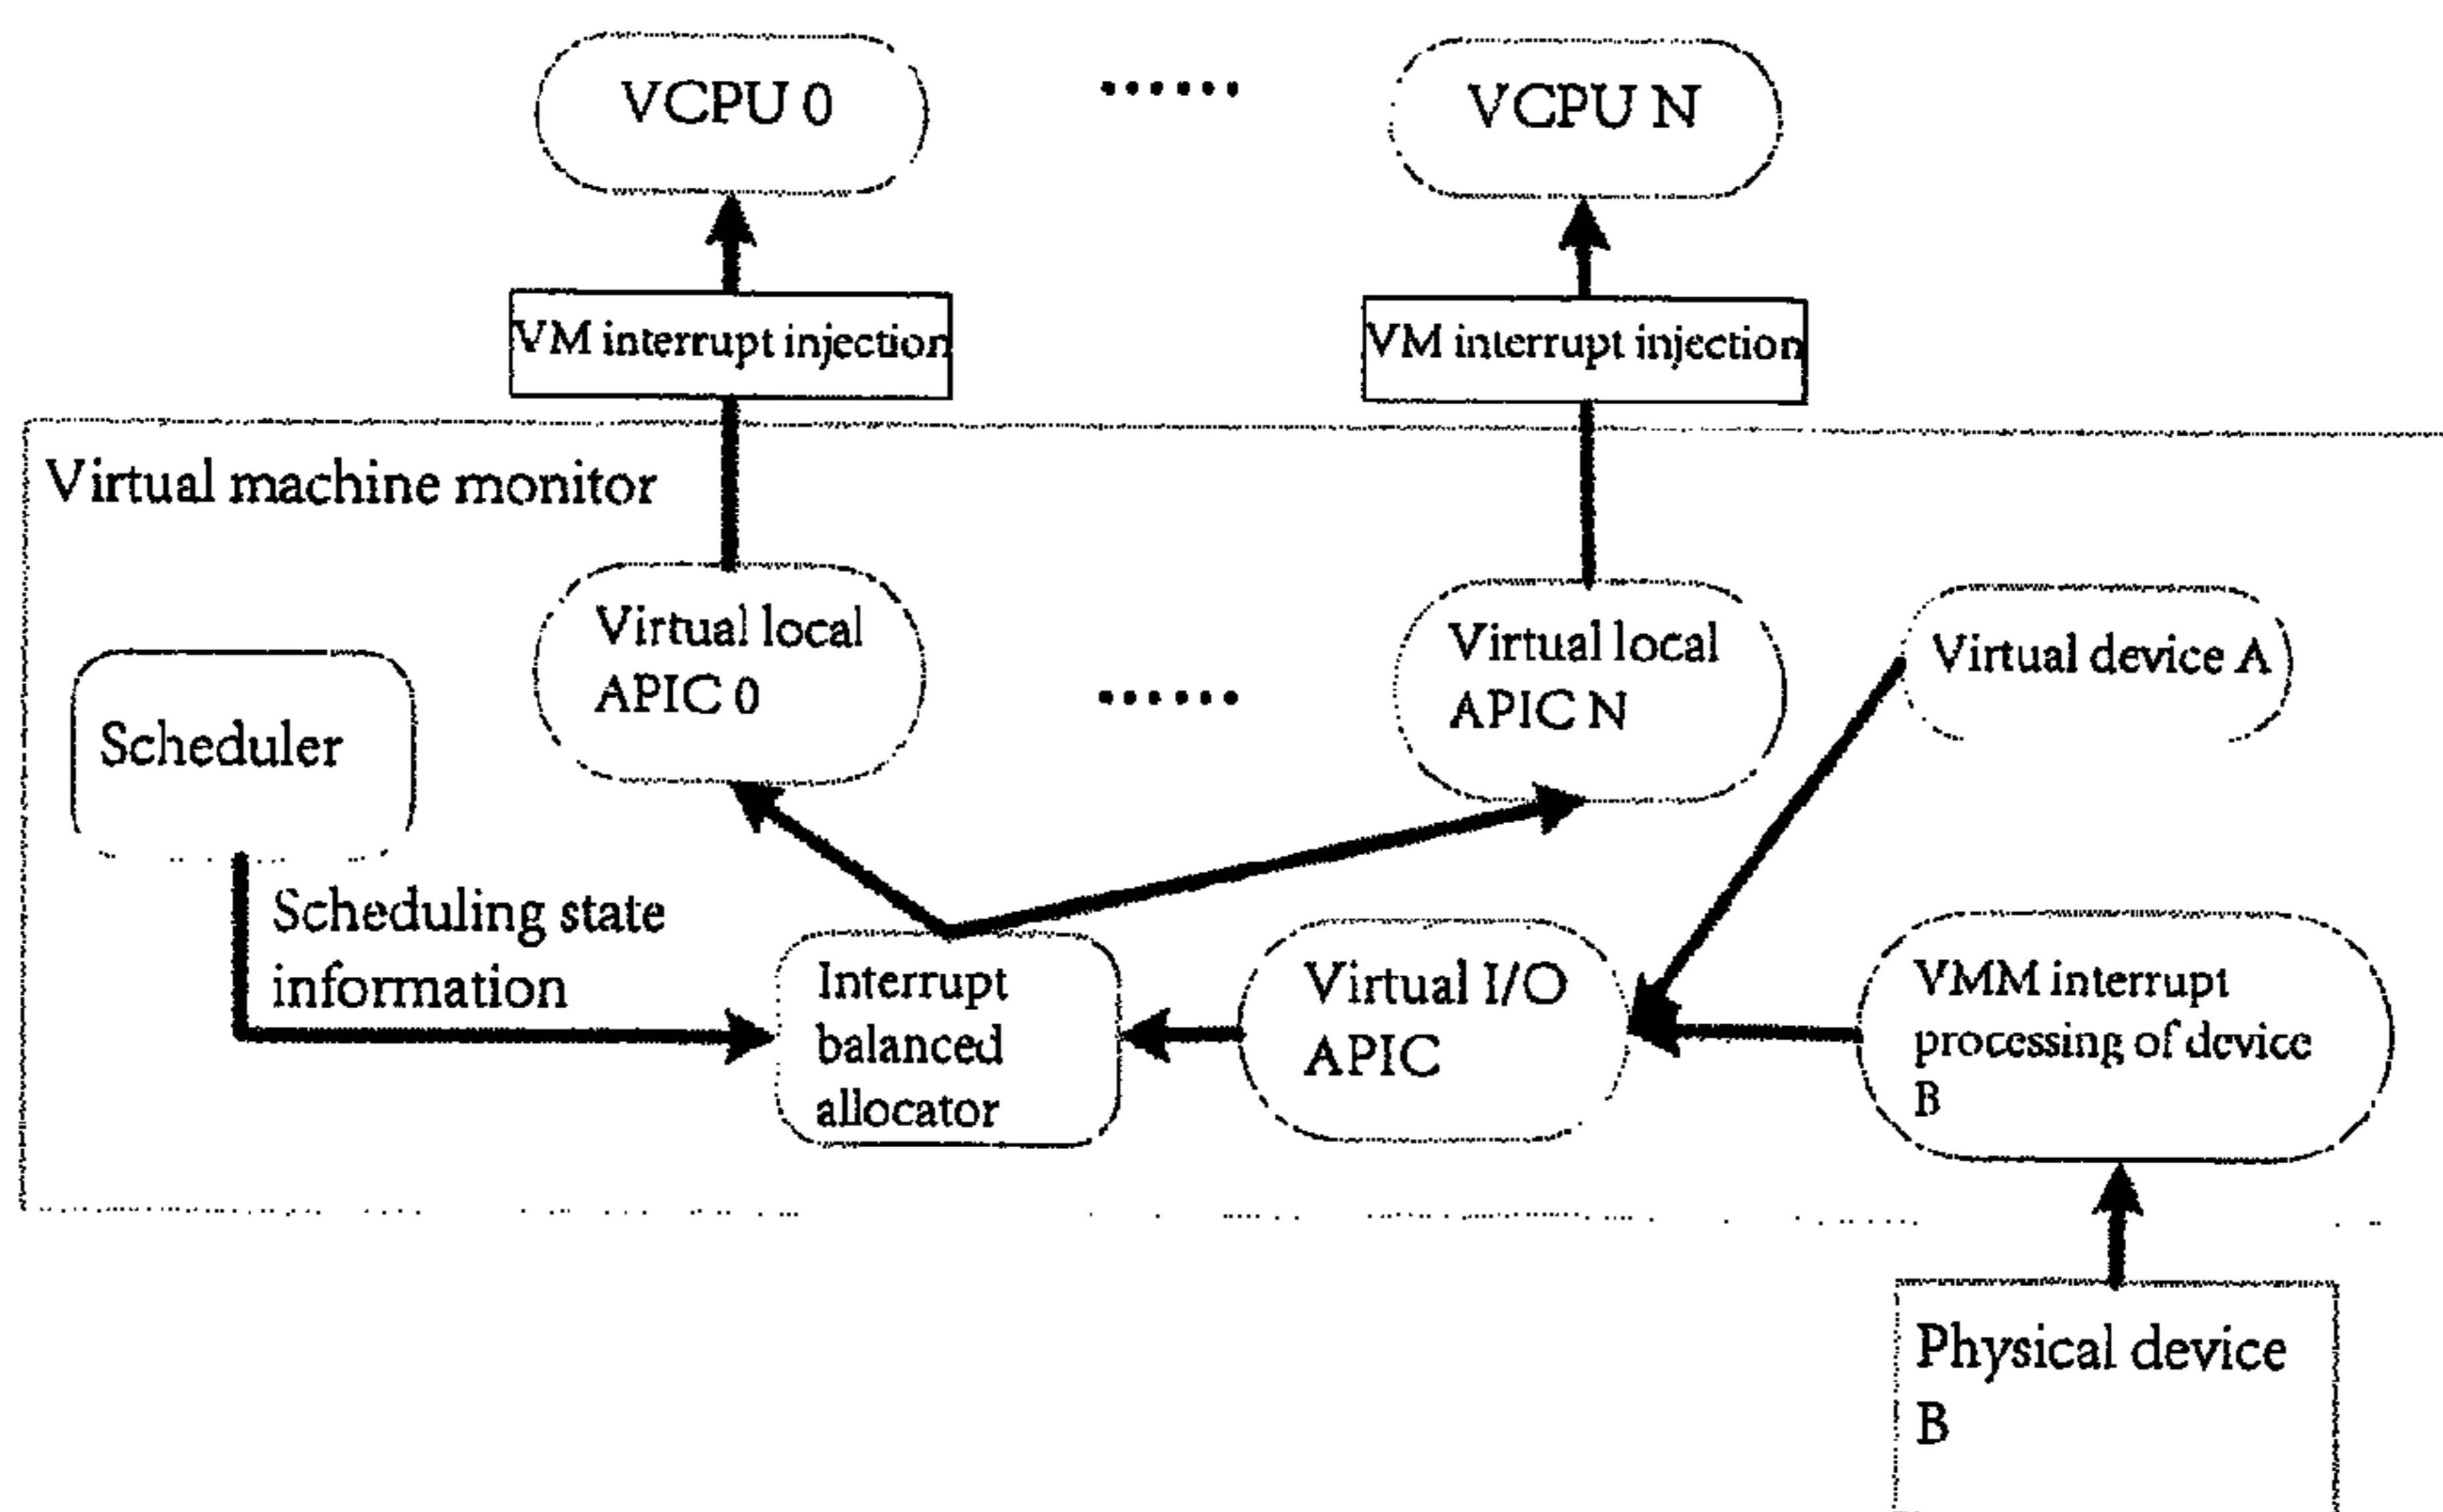 VCPU 0
......
VCPU N
VM interrupt injection
VM interrupt injection
Virtual machine monitor
Virtual local
APIC 0
......
Virtual local
APIC N
Virtual device A
Scheduler
Scheduling state
information
Interrupt
balanced
allocator
Virtual I/O
APIC
VMM interrupt
processing of device
B
Physical device
B